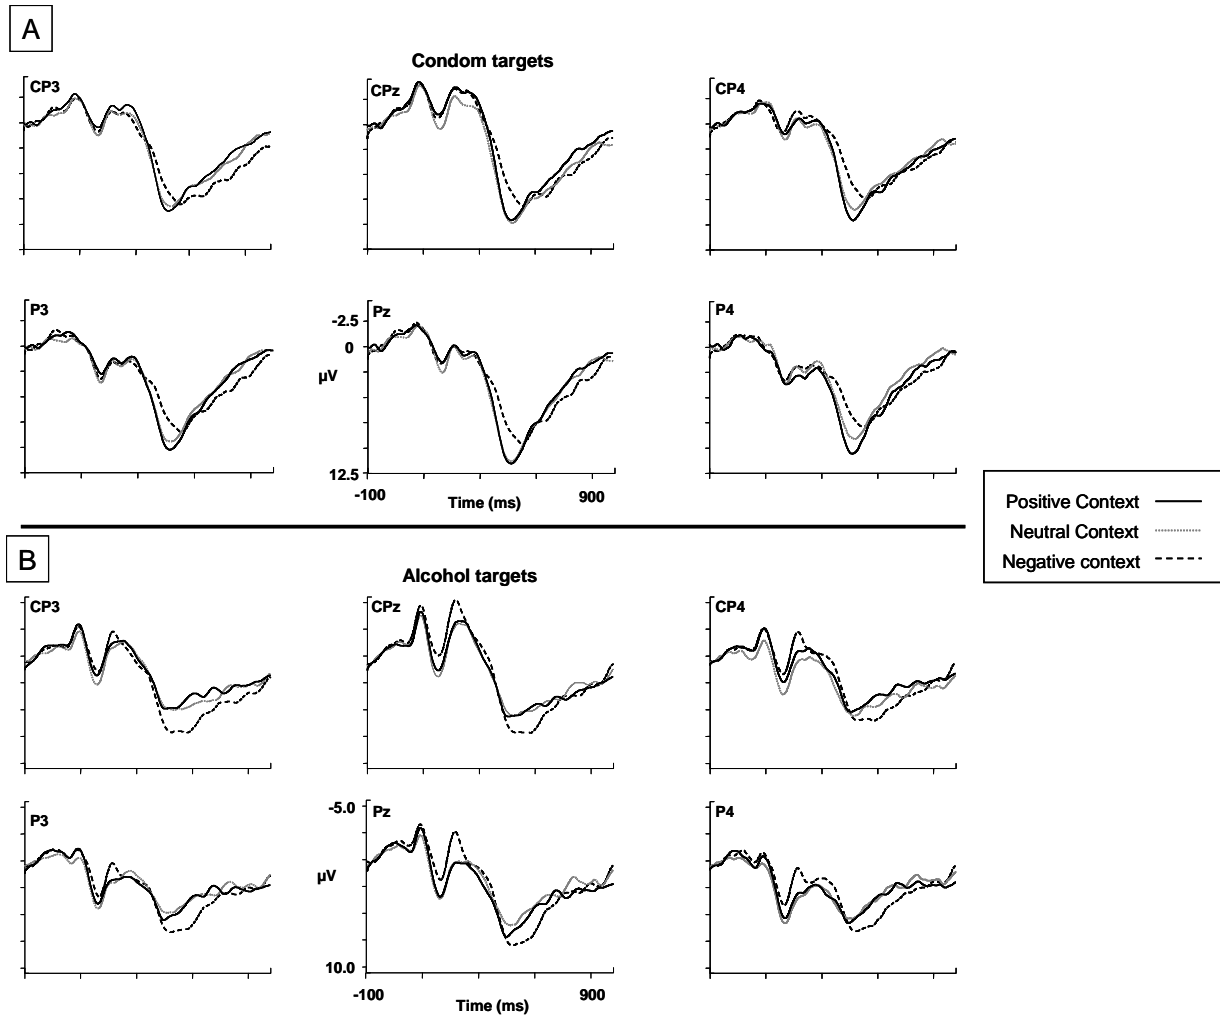 A
Condom targets
CP3
CPz
CP4
P3
Pz
P4
-2.5
0
µV
12.5
-100
900
Time (ms)
Positive Context
Neutral Context
Negative context
B
Alcohol targets
CP3
CPz
CP4
P3
Pz
P4
-5.0
µV
10.0
-100
900
Time (ms)